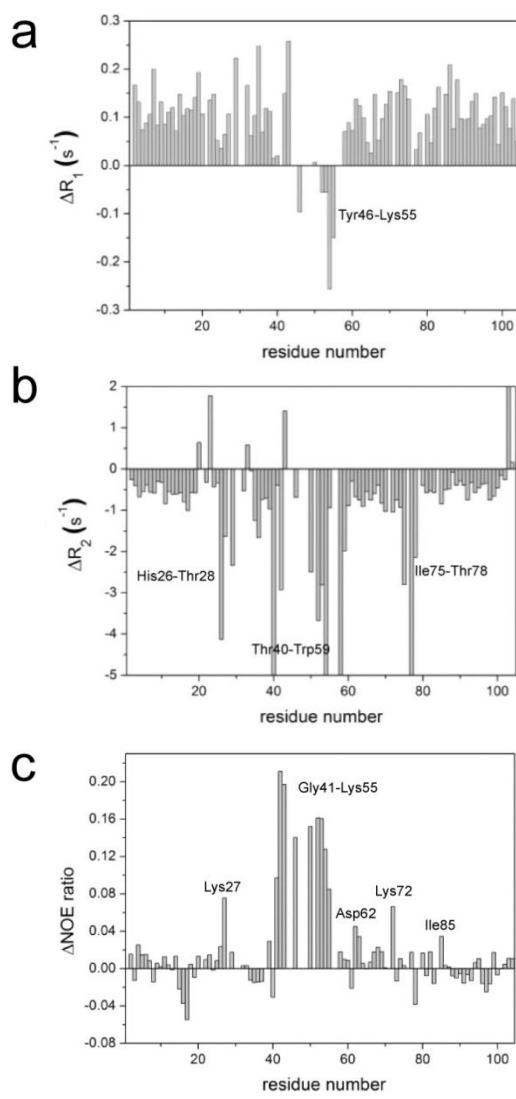 a
0.3
0.2
0.1
0.0
-0.1
-0.2
-0.3
ΔR1 (s-1)
Tyr46-Lys55
20 40 60 80 100
residue number
b
2
1
0
-1
-2
-3
-4
-5
ΔR2 (s-1)
His26-Thr28
Ile75-Thr78
Thr40-Trp59
20 40 60 80 100
residue number
c
0.20
0.16
0.12
0.08
0.04
0.00
-0.04
-0.08
ΔNOE ratio
Gly41-Lys55
Lys27
Lys72
Asp62
Ile85
20 40 60 80 100
residue number